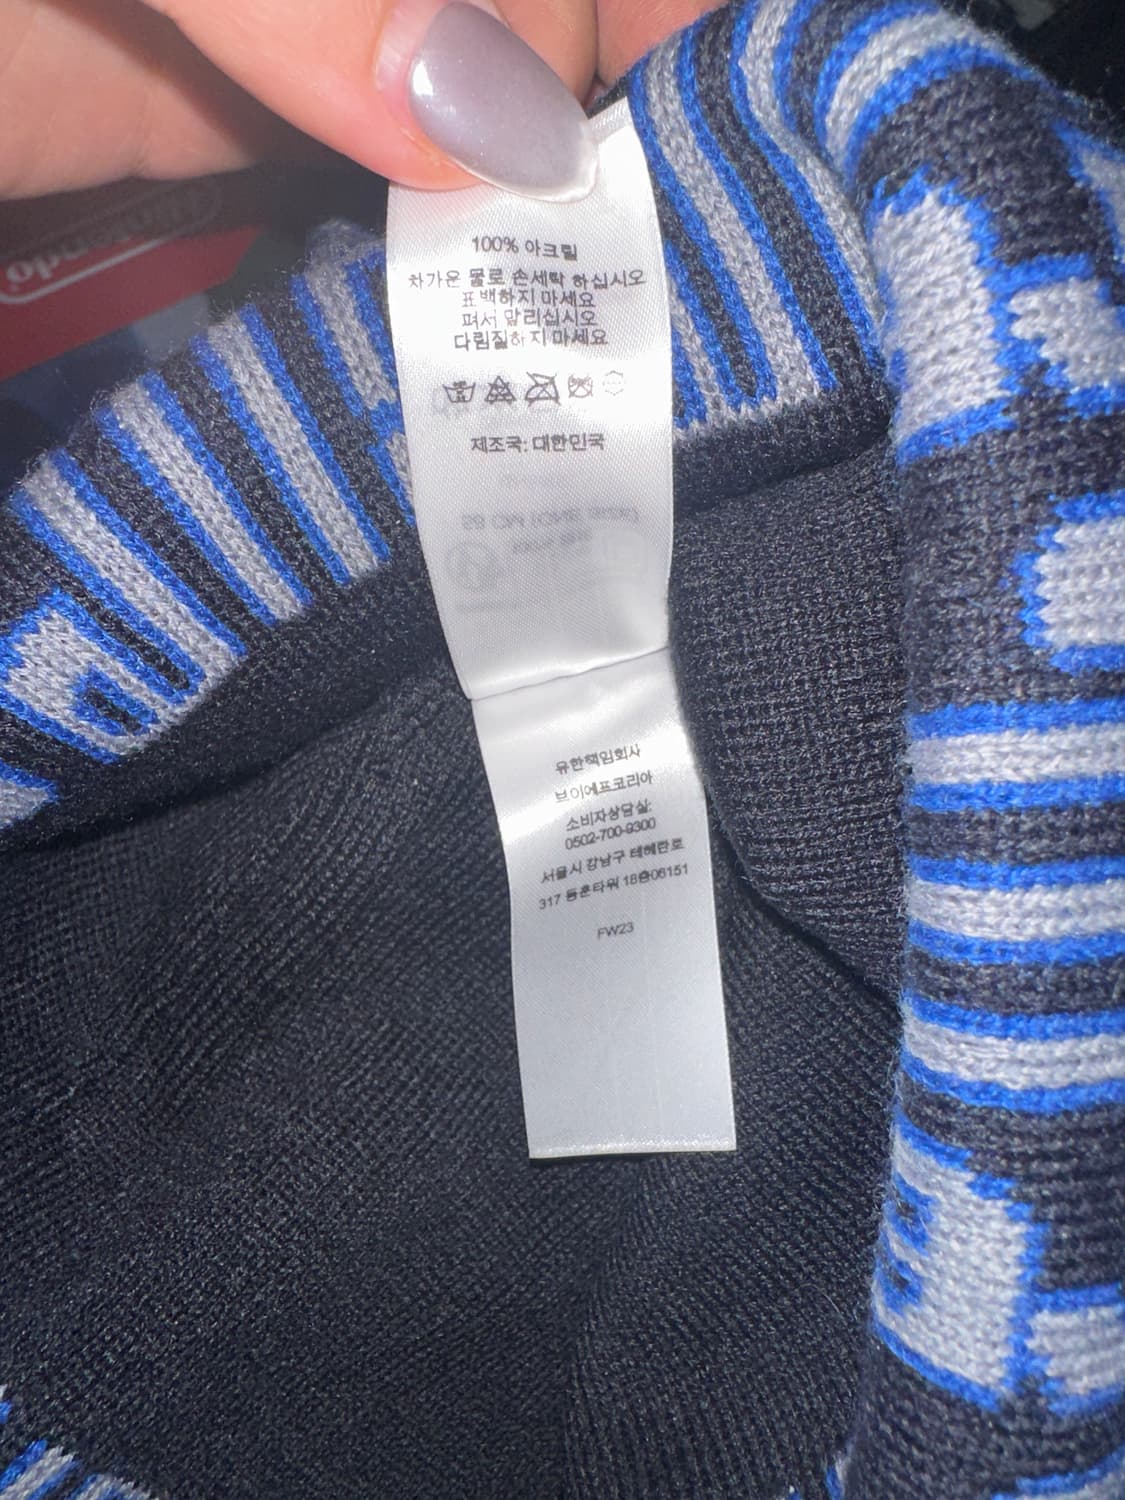 Nintendo
100% 아크릴
차가운 물로 손세탁 하십시오
표백하지 마세요
펴서 말리십시오
다림질하지 마세요
제조국: 대한민국
유한책임회사
브이에프코리아
소비자상담실:
0502-700-9300
서울시 강남구 테헤란로
317 동훈타워 18층06151
FW23